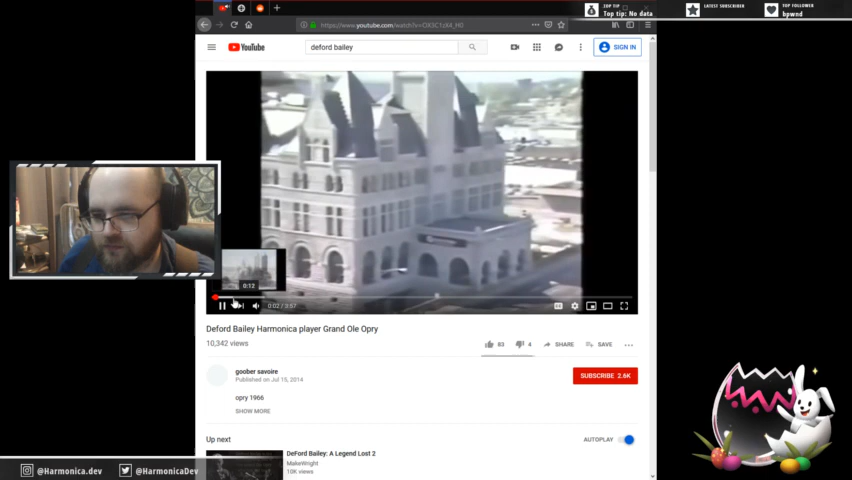 2DP TIP
Top tip: No data
LATEST SUBSCRIBER
TOP FOLLOWER
bpwnd
https://www.youtube.com/watch?v=
YouTube
deford bailey
SIGN IN
0:12
0:02 / 3:57
Deford Bailey Harmonica player Grand Ole Opry
10,342 views
83
4
SHARE
SAVE
goober savoire
Published on Jul 15, 2014
SUBSCRIBE 2.6K
opry 1966
SHOW MORE
Up next
AUTOPLAY
DeFord Bailey: A Legend Lost 2
MakeWright
10K views
@Harmonica.dev
@HarmonicaDev